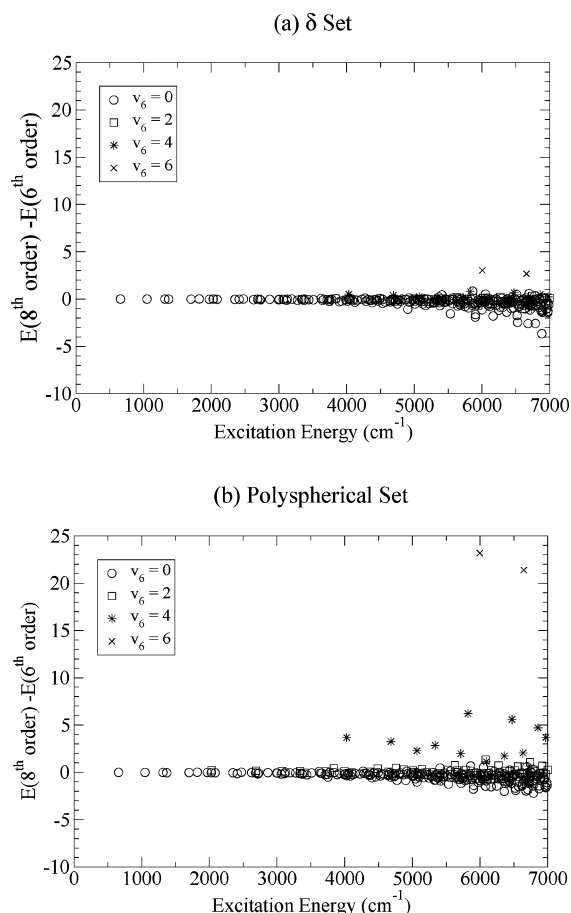 (a) δ Set
25
20
15
10
5
0
-5
-10
E(8th order) -E(6th order)
v6 = 0
v6 = 2
v6 = 4
v6 = 6
0 1000 2000 3000 4000 5000 6000 7000
Excitation Energy (cm-1)
(b) Polyspherical Set
25
20
15
10
5
0
-5
-10
E(8th order) -E(6th order)
v6 = 0
v6 = 2
v6 = 4
v6 = 6
0 1000 2000 3000 4000 5000 6000 7000
Excitation Energy (cm-1)